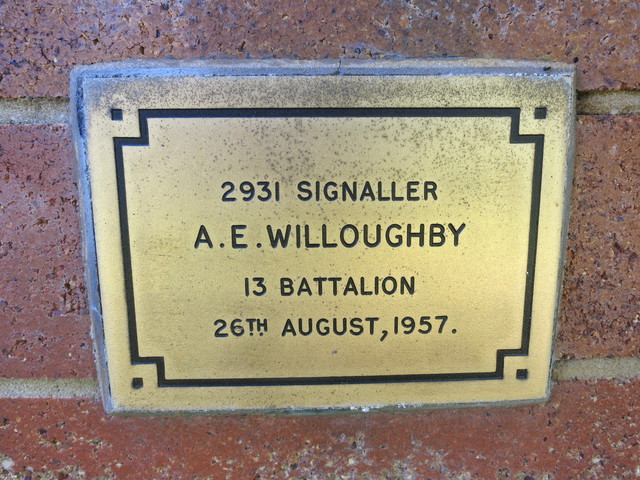 2931 SIGNALLER
A.E.WILLOUGHBY
13 BATTALION
26TH AUGUST, 1957.